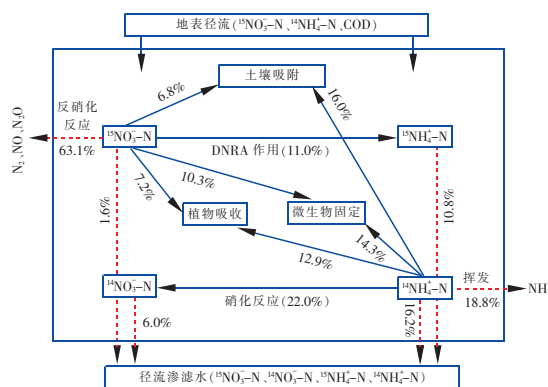 地表径流(¹⁵NO₃⁻–N、¹⁴NH₄⁺–N、COD)
土壤吸附
6.8%
16.0%
反硝化
反应
N₂、NO、N₂O
63.1%
¹⁵NO₃⁻–N
¹⁵NH₄⁺–N
DNRA 作用(11.0%)
10.3%
7.2%
1.6%
10.8%
植物吸收
微生物固定
14.3%
12.9%
¹⁴NO₃⁻–N
硝化反应(22.0%)
¹⁴NH₄⁺–N
挥发
18.8%
NH
6.0%
16.2%
径流渗滤水(¹⁵NO₃⁻–N、¹⁴NO₃⁻–N、¹⁵NH₄⁺–N、¹⁴NH₄⁺–N)